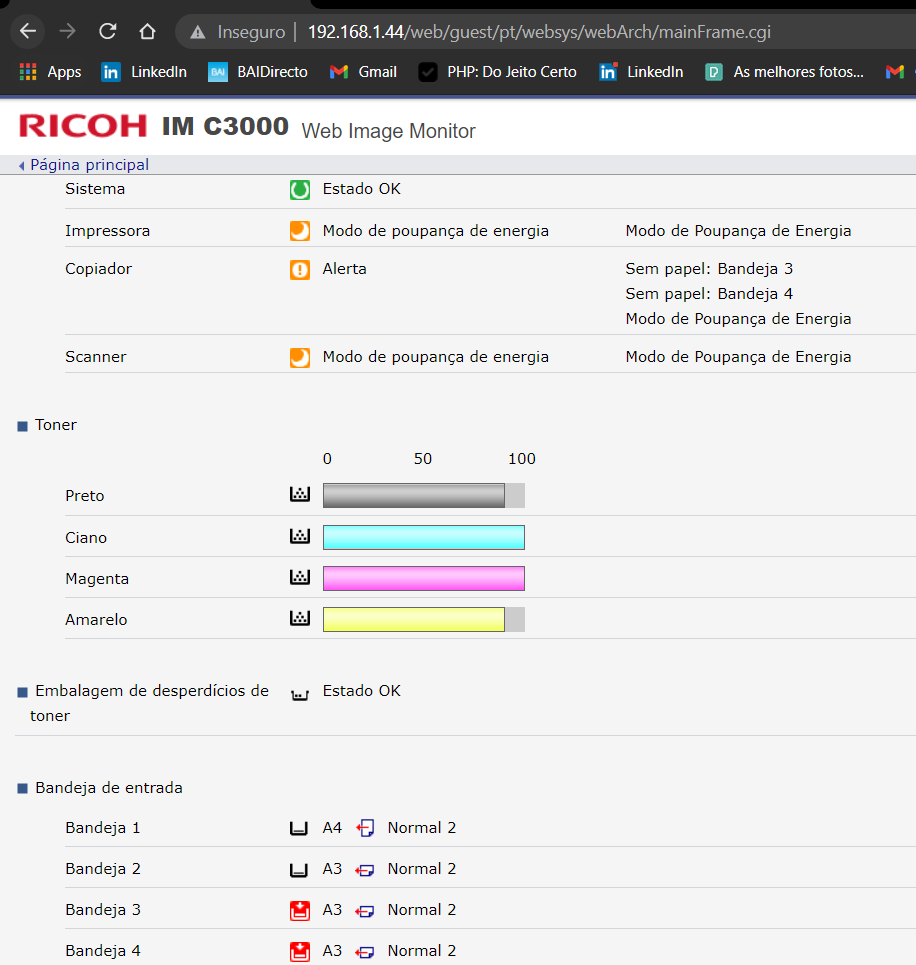 Inseguro 192.168.1.44/web/guest/pt/websys/webArch/mainFrame.cgi
Apps LinkedIn BAIDirecto Gmail PHP: Do Jeito Certo LinkedIn As melhores fotos...
RICOH IM C3000 Web Image Monitor
Página principal
Sistema Estado OK
Impressora Modo de poupança de energia Modo de Poupança de Energia
Copiador Alerta Sem papel: Bandeja 3
Sem papel: Bandeja 4
Modo de Poupança de Energia
Scanner Modo de poupança de energia Modo de Poupança de Energia
Toner
0 50 100
Preto
Ciano
Magenta
Amarelo
Embalagem de desperdícios de Estado OK
toner
Bandeja de entrada
Bandeja 1 A4 Normal 2
Bandeja 2 A3 Normal 2
Bandeja 3 A3 Normal 2
Bandeja 4 A3 Normal 2